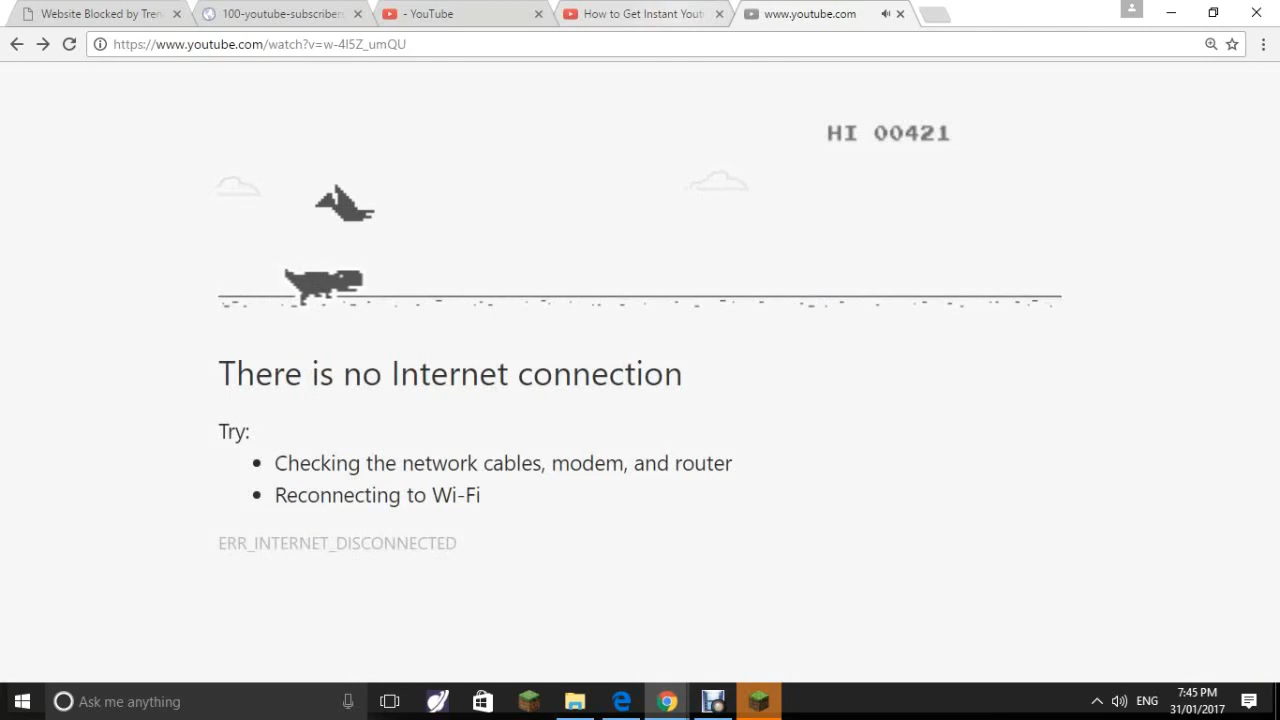 Website Blocked by Tren
100-youtube-subscribers
- YouTube
How to Get Instant Yout
www.youtube.com
https://www.youtube.com/watch?v=w-4I5Z_umQU
HI 00421
There is no Internet connection
Try:
Checking the network cables, modem, and router
Reconnecting to Wi-Fi
ERR_INTERNET_DISCONNECTED
Ask me anything
ENG
7:45 PM
31/01/2017